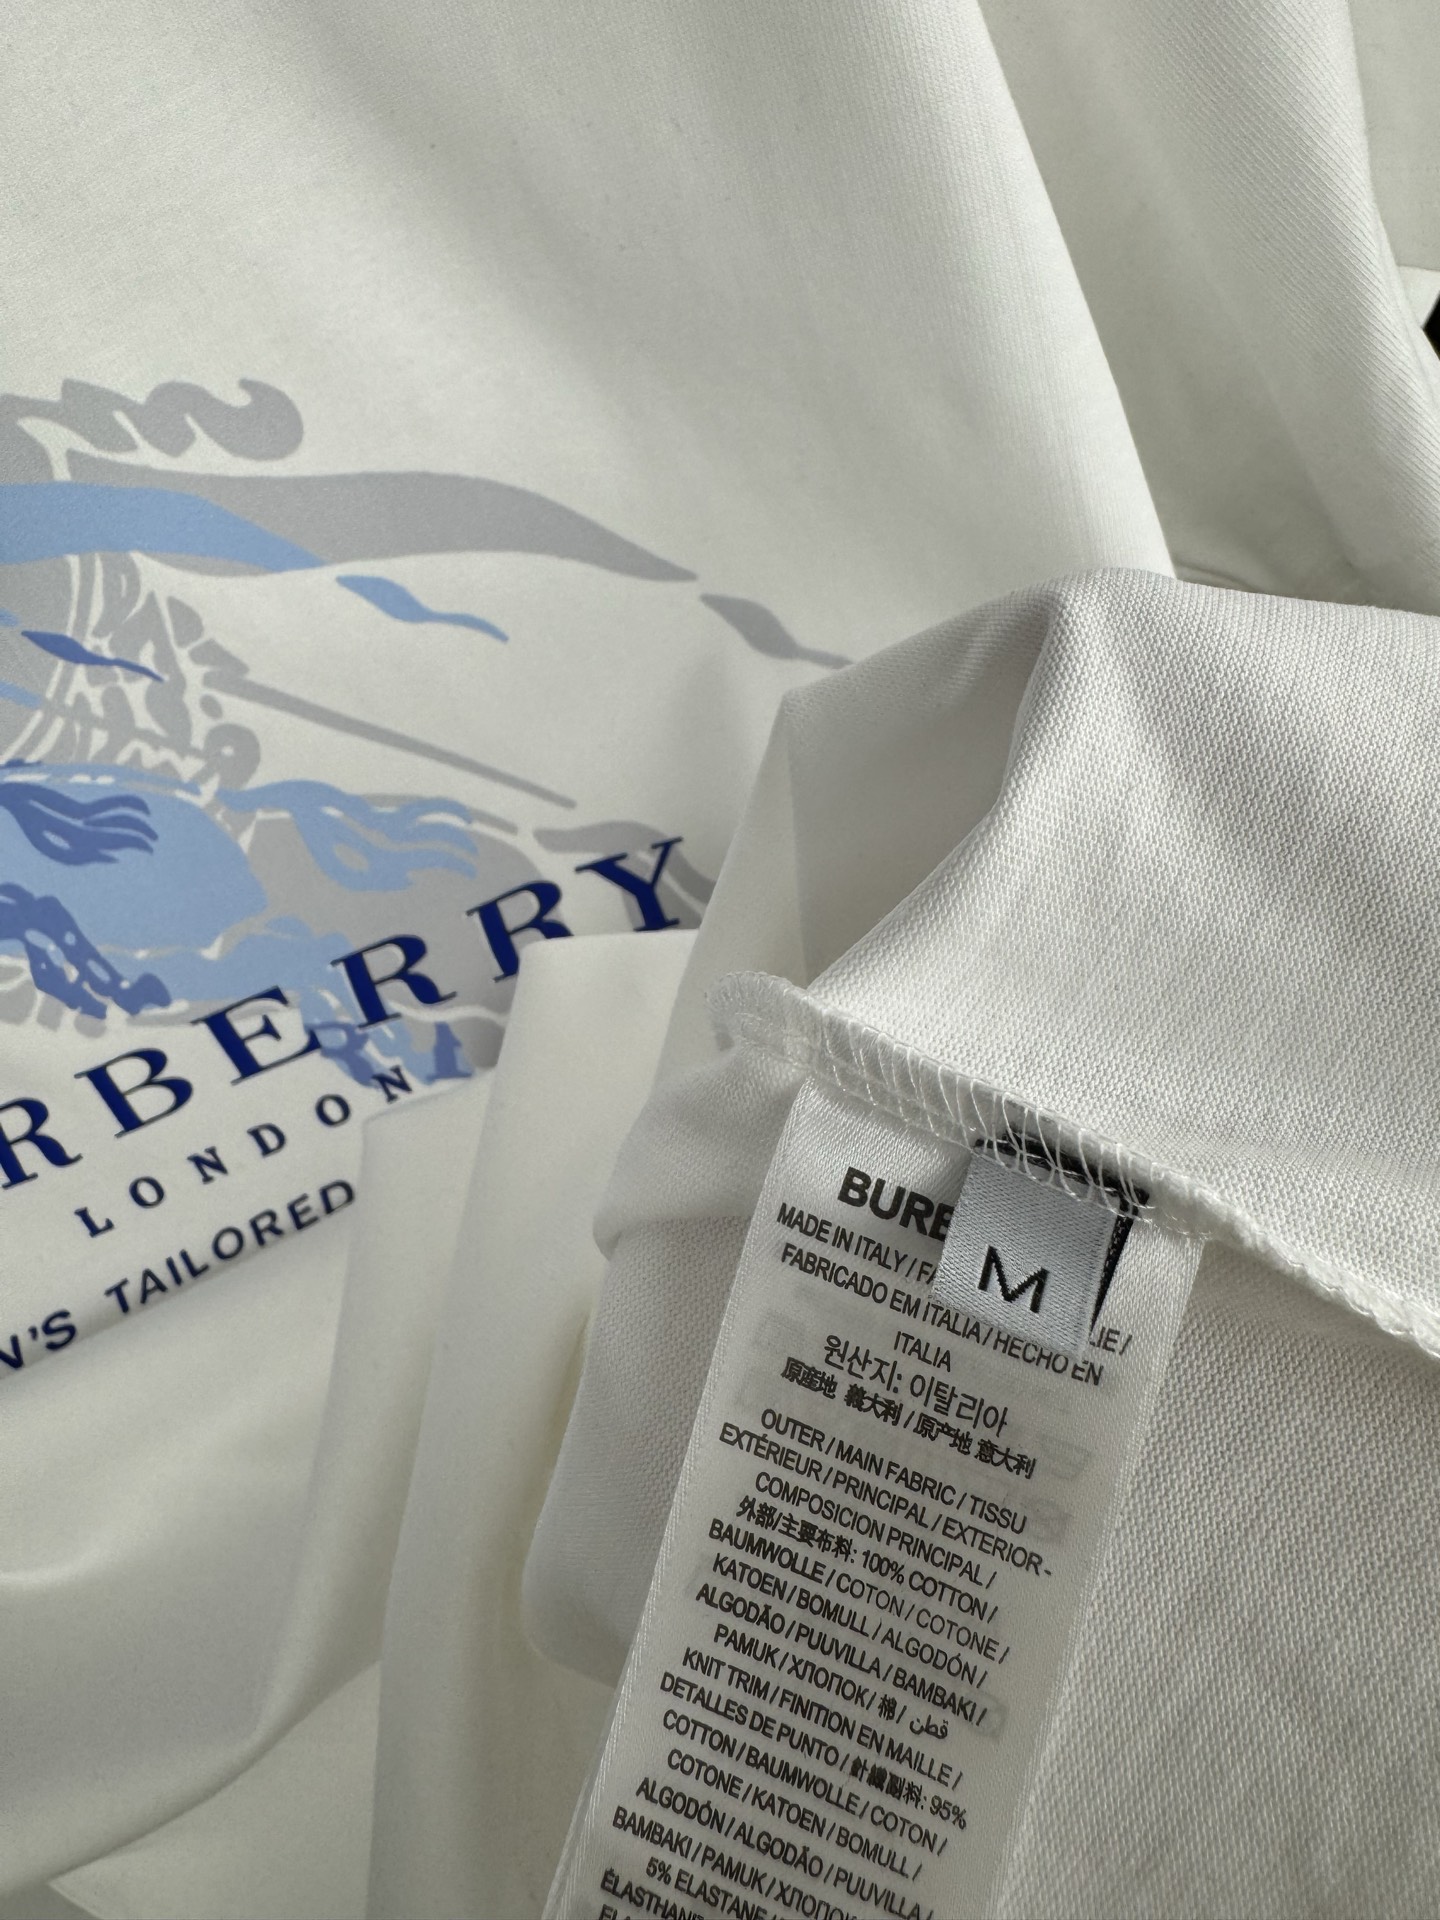 RBERRY
LONDON
N'S TAILORED
M
MADE IN ITALY /
FABRICADO EM ITALIA / HECHO EN
ITALIA
원산지: 이탈리아
原産地 義大利 / 原产地 意大利
OUTER / MAIN FABRIC / TISSU
EXTÉRIEUR / PRINCIPAL / EXTERIOR -
COMPOSICION PRINCIPAL /
外部/主要布料: 100% COTTON /
BAUMWOLLE / COTON / COTONE /
KATOEN / BOMULL / ALGODÓN /
ALGODÃO / PUUVILLA / BAMBAKI /
PAMUK / ХЛОПОК / 棉 / قطن
KNIT TRIM / FINITION EN MAILLE /
DETALLES DE PUNTO / 針織副料: 95%
COTTON / BAUMWOLLE / COTON /
COTONE / KATOEN / BOMULL /
ALGODÓN / ALGODÃO / PUUVILLA /
BAMBAKI / PAMUK / ХЛОПОК
5% ELASTANE /